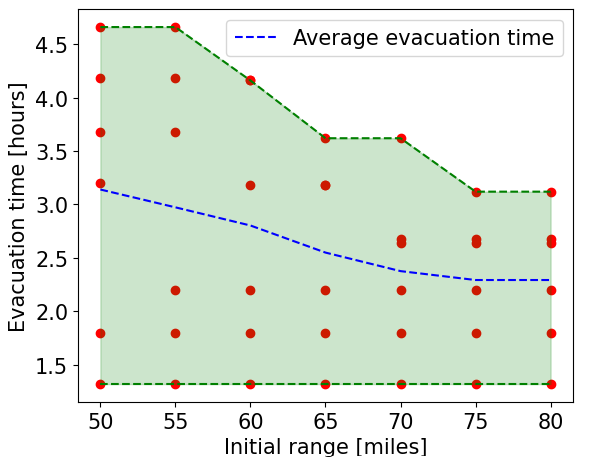 Average evacuation time
Evacuation time [hours]
4.5
4.0
3.5
3.0
2.5
2.0
1.5
50 55 60 65 70 75 80
Initial range [miles]